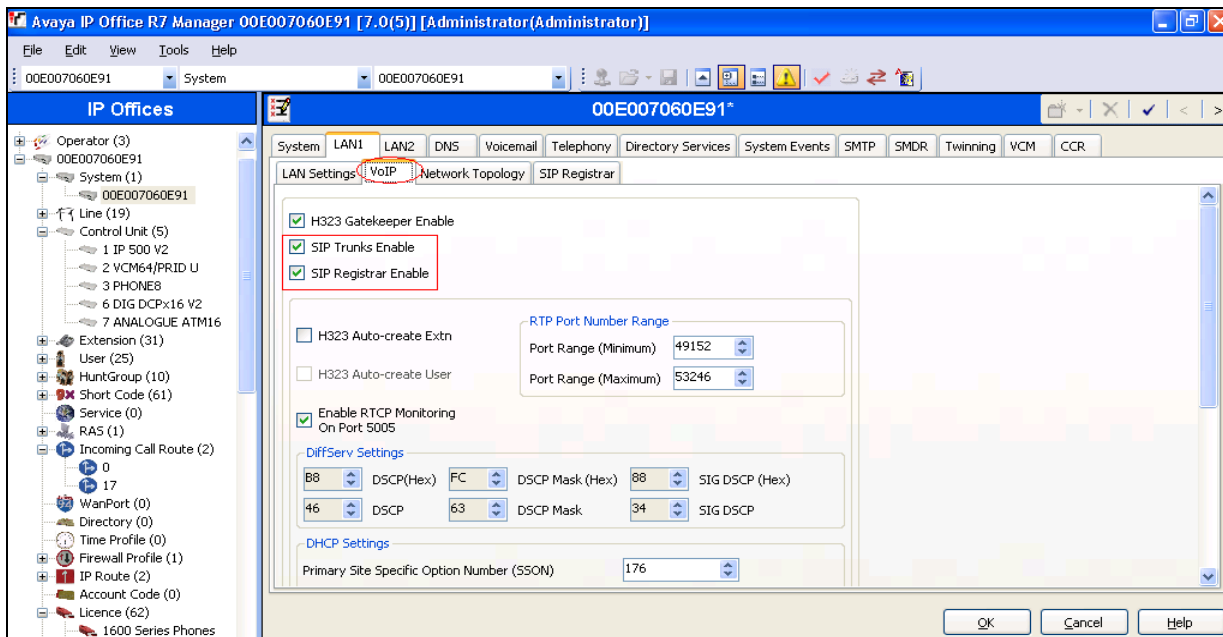 Avaya IP Office R7 Manager 00E007060E91 [7.0(5)] [Administrator(Administrator)]
File Edit View Tools Help
00E007060E91 System 00E007060E91
IP Offices
Operator (3)
00E007060E91
System (1)
00E007060E91
Line (19)
Control Unit (5)
1 IP 500 V2
2 VCM64/PRID U
3 PHONE8
6 DIG DCPx16 V2
7 ANALOGUE ATM16
Extension (31)
User (25)
HuntGroup (10)
Short Code (61)
Service (0)
RAS (1)
Incoming Call Route (2)
0
17
WanPort (0)
Directory (0)
Time Profile (0)
Firewall Profile (1)
IP Route (2)
Account Code (0)
Licence (62)
1600 Series Phones
00E007060E91*
System LAN1 LAN2 DNS Voicemail Telephony Directory Services System Events SMTP SMDR Twinning VCM CCR
LAN Settings VoIP Network Topology SIP Registrar
H323 Gatekeeper Enable
SIP Trunks Enable
SIP Registrar Enable
H323 Auto-create Extn
H323 Auto-create User
RTP Port Number Range
Port Range (Minimum) 49152
Port Range (Maximum) 53246
Enable RTCP Monitoring
On Port 5005
DiffServ Settings
B8 DSCP(Hex) FC DSCP Mask (Hex) 88 SIG DSCP (Hex)
46 DSCP 63 DSCP Mask 34 SIG DSCP
DHCP Settings
Primary Site Specific Option Number (SSON) 176
OK Cancel Help